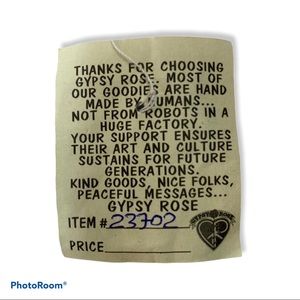 THANKS FOR CHOOSING
GYPSY ROSE. MOST OF
OUR GOODIES ARE HAND
MADE BY HUMANS...
NOT FROM ROBOTS IN A
HUGE FACTORY.
YOUR SUPPORT ENSURES
THEIR ART AND CULTURE
SUSTAINS FOR FUTURE
GENERATIONS.
KIND GOODS, NICE FOLKS,
PEACEFUL MESSAGES...
GYPSY ROSE
ITEM # 23702
GYPSY ROSE
PRICE
PhotoRoom®